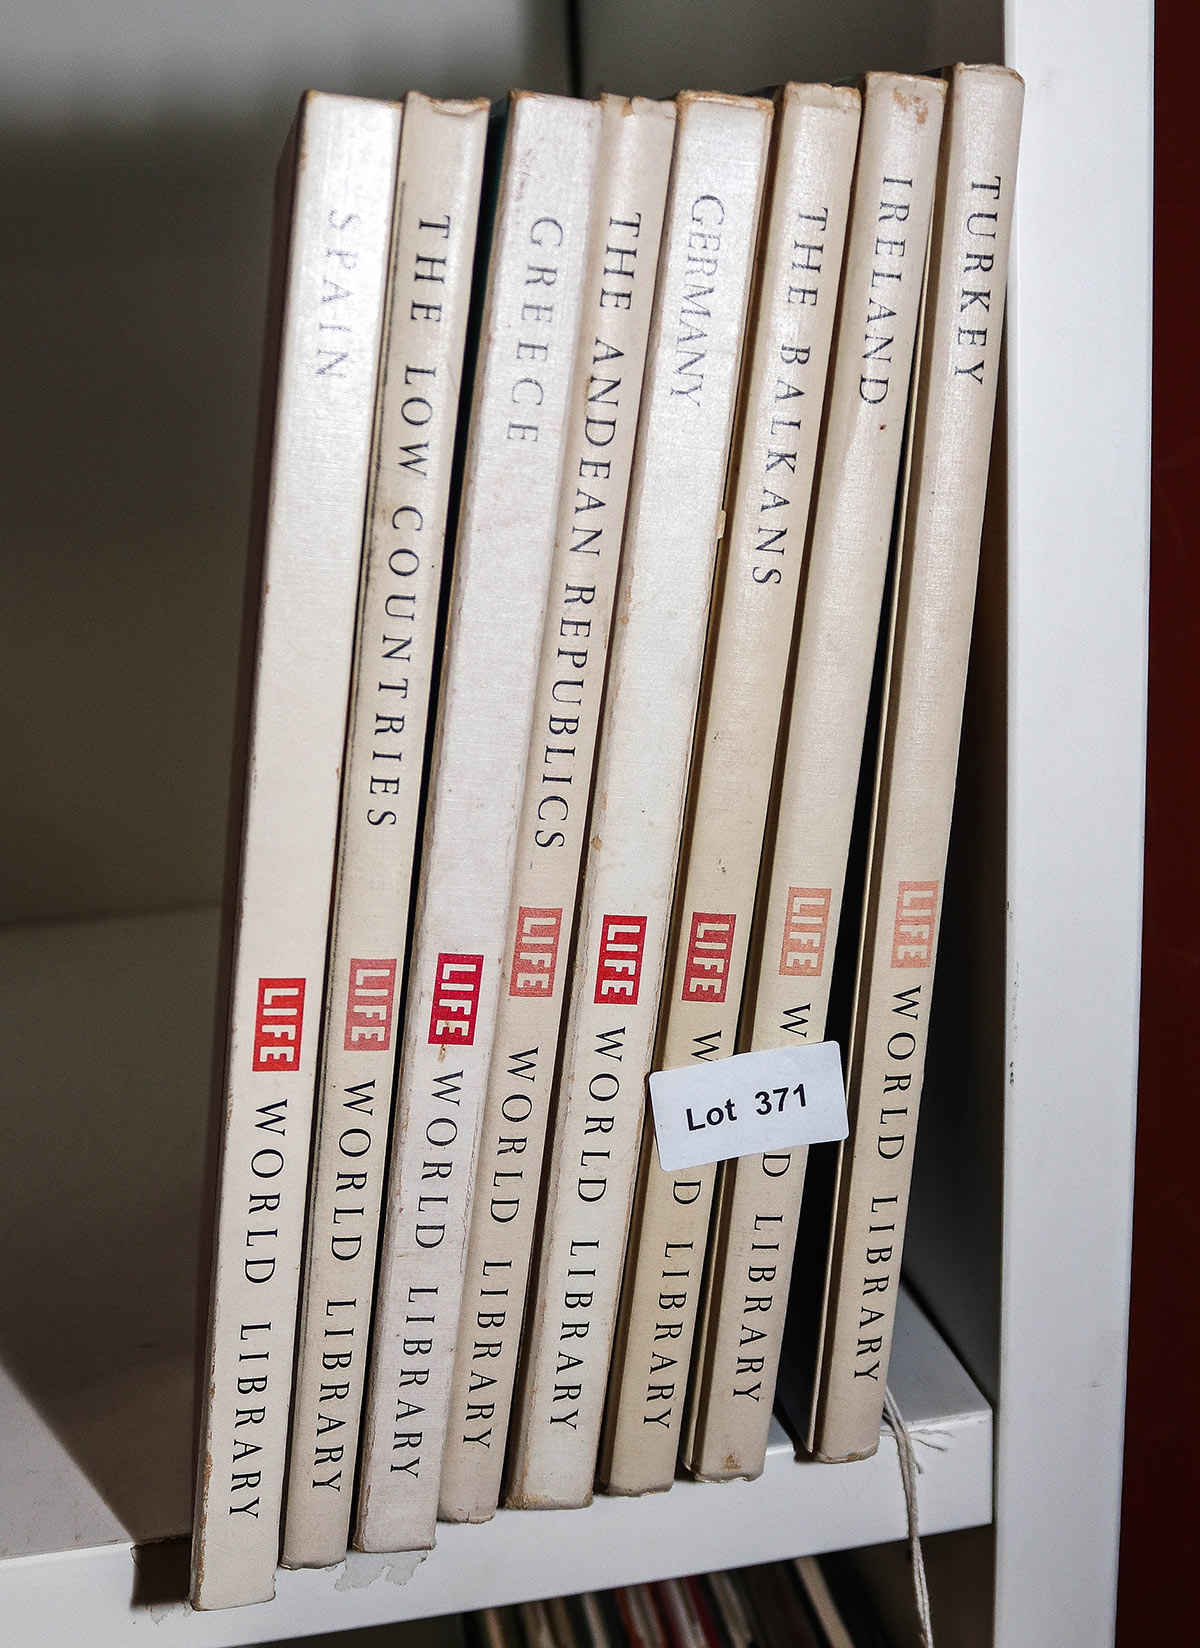 SPAIN LIFE WORLD LIBRARY
THE LOW COUNTRIES LIFE WORLD LIBRARY
GREECE LIFE WORLD LIBRARY
THE ANDEAN REPUBLICS LIFE WORLD LIBRARY
GERMANY LIFE WORLD LIBRARY
THE BALKANS LIFE W D LIBRARY
IRELAND LIFE W D LIBRARY
TURKEY LIFE WORLD LIBRARY
Lot 371